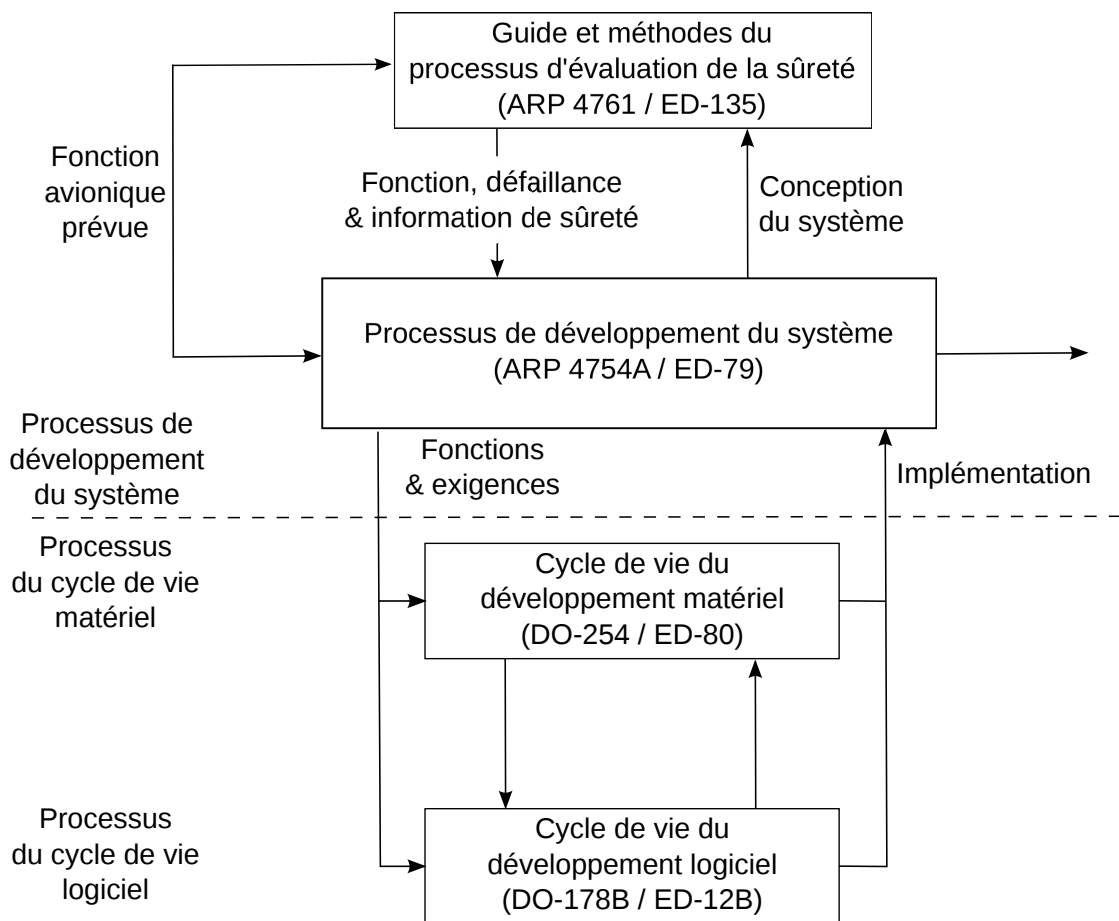 Guide et méthodes du
processus d'évaluation de la sûreté
(ARP 4761 / ED-135)
Fonction
avionique
prévue
Fonction, défaillance
& information de sûreté
Conception
du système
Processus de développement du système
(ARP 4754A / ED-79)
Processus de
développement
du système
Fonctions
& exigences
Implémentation
Processus
du cycle de vie
matériel
Cycle de vie du
développement matériel
(DO-254 / ED-80)
Processus
du cycle de vie
logiciel
Cycle de vie du
développement logiciel
(DO-178B / ED-12B)